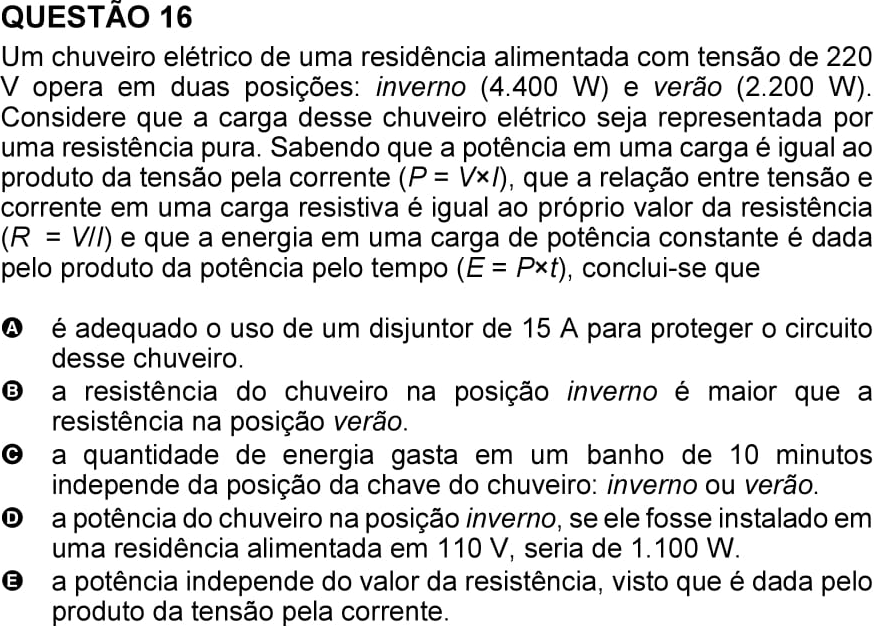 QUESTÃO 16
Um chuveiro elétrico de uma residência alimentada com tensão de 220
V opera em duas posições: inverno (4.400 W) e verão (2.200 W).
Considere que a carga desse chuveiro elétrico seja representada por
uma resistência pura. Sabendo que a potência em uma carga é igual ao
produto da tensão pela corrente (P = V×I), que a relação entre tensão e
corrente em uma carga resistiva é igual ao próprio valor da resistência
(R = V/I) e que a energia em uma carga de potência constante é dada
pelo produto da potência pelo tempo (E = P×t), conclui-se que
A é adequado o uso de um disjuntor de 15 A para proteger o circuito
desse chuveiro.
B a resistência do chuveiro na posição inverno é maior que a
resistência na posição verão.
C a quantidade de energia gasta em um banho de 10 minutos
independe da posição da chave do chuveiro: inverno ou verão.
D a potência do chuveiro na posição inverno, se ele fosse instalado em
uma residência alimentada em 110 V, seria de 1.100 W.
E a potência independe do valor da resistência, visto que é dada pelo
produto da tensão pela corrente.